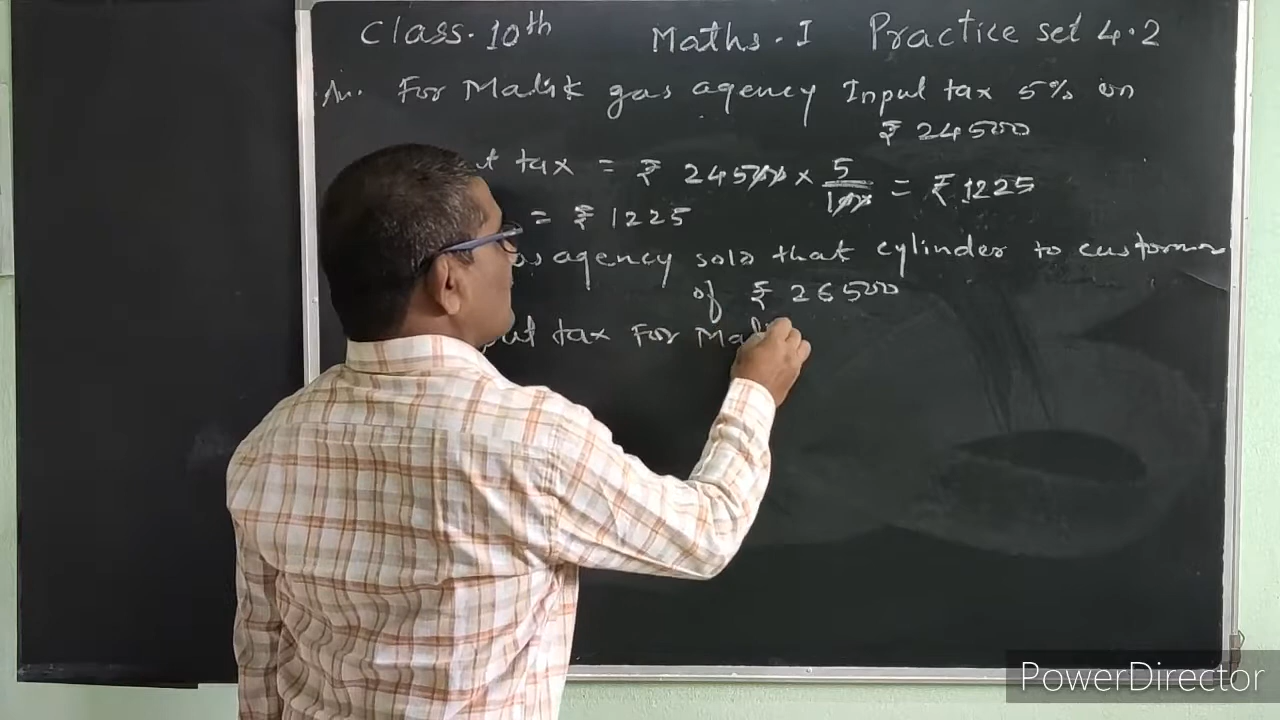 Class. 10th Maths. I Practice set 4.2
An. For Malik gas agency Input tax 5% on
₹ 24500
tax = ₹ 24500 × 5/100 = ₹ 1225
= ₹ 1225
agency sold that cylinder to customer
of ₹ 26500
tax For
PowerDirector